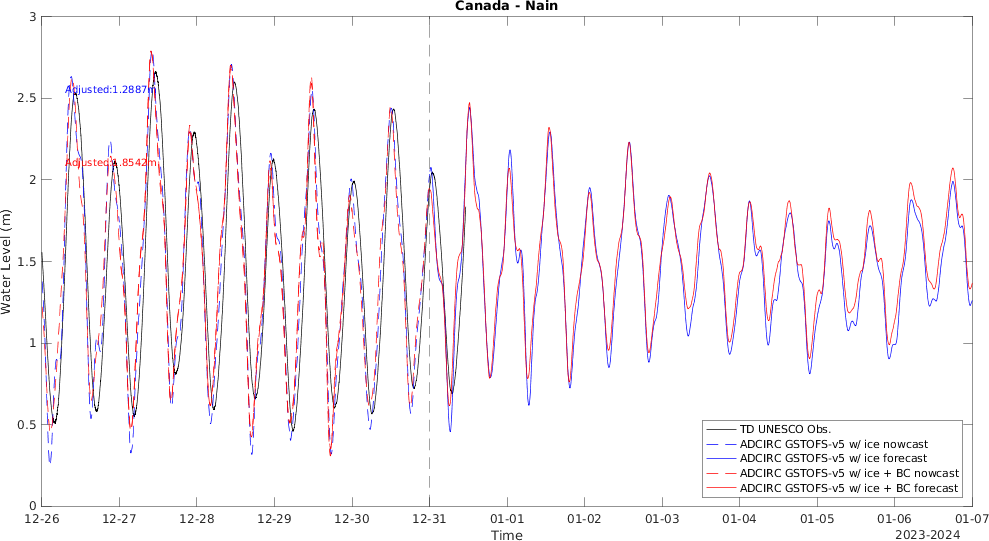 Canada - Nain
Water Level (m)
3
2.5
2
1.5
1
0.5
0
Adjusted:1.2887m
Adjusted:1.8542m
TD UNESCO Obs.
ADCIRC GSTOFS-v5 w/ ice nowcast
ADCIRC GSTOFS-v5 w/ ice forecast
ADCIRC GSTOFS-v5 w/ ice + BC nowcast
ADCIRC GSTOFS-v5 w/ ice + BC forecast
12-26 12-27 12-28 12-29 12-30 12-31 01-01 01-02 01-03 01-04 01-05 01-06 01-07
Time
2023-2024